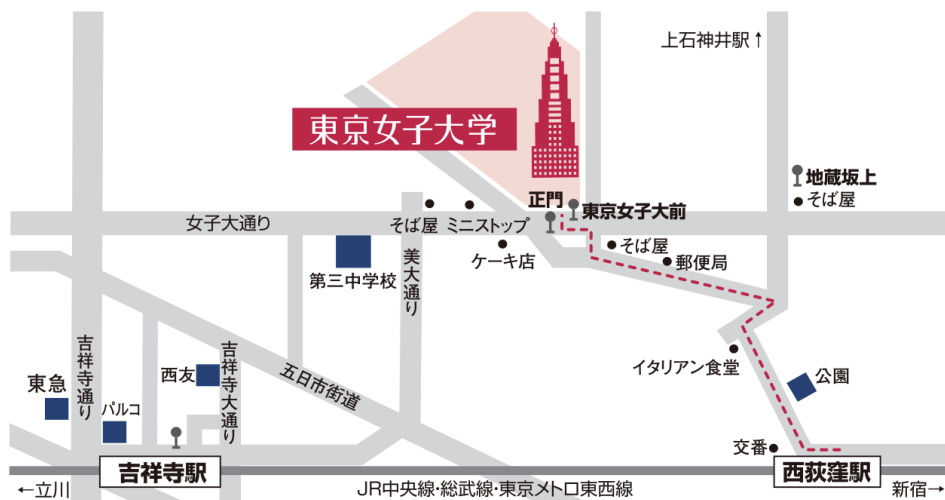 上石神井駅↑
東京女子大学
地蔵坂上
そば屋
正門
東京女子大前
女子大通り
そば屋
ミニストップ
ケーキ店
そば屋
郵便局
第三中学校
美大通り
吉祥寺通り
吉祥寺大通り
五日市街道
イタリアン食堂
公園
東急
西友
パルコ
交番
吉祥寺駅
西荻窪駅
←立川
JR中央線・総武線・東京メトロ東西線
新宿→